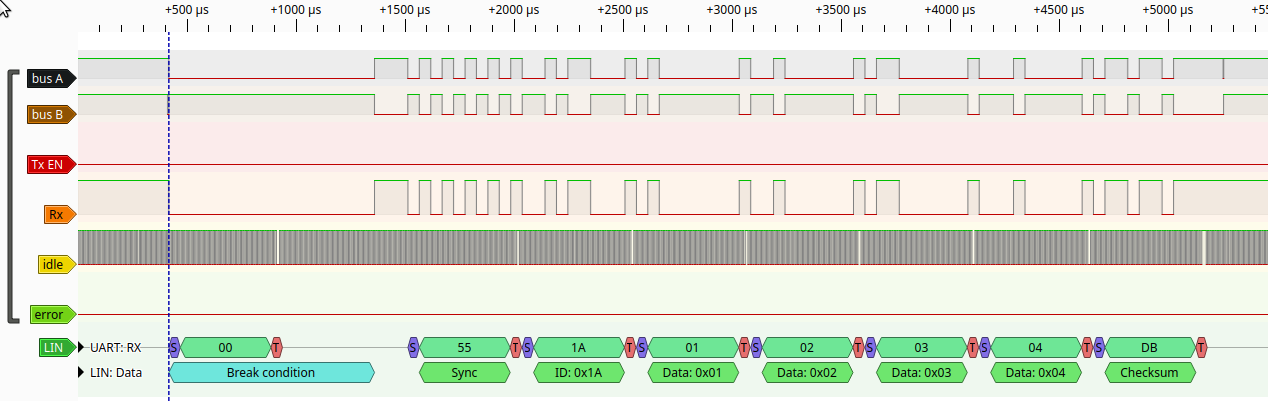 +500 µs +1000 µs +1500 µs +2000 µs +2500 µs +3000 µs +3500 µs +4000 µs +4500 µs +5000 µs +55
bus A
bus B
Tx EN
Rx
idle
error
LIN UART: RX S 00 T S 55 T S 1A T S 01 T S 02 T S 03 T S 04 T S DB T
LIN: Data Break condition Sync ID: 0x1A Data: 0x01 Data: 0x02 Data: 0x03 Data: 0x04 Checksum